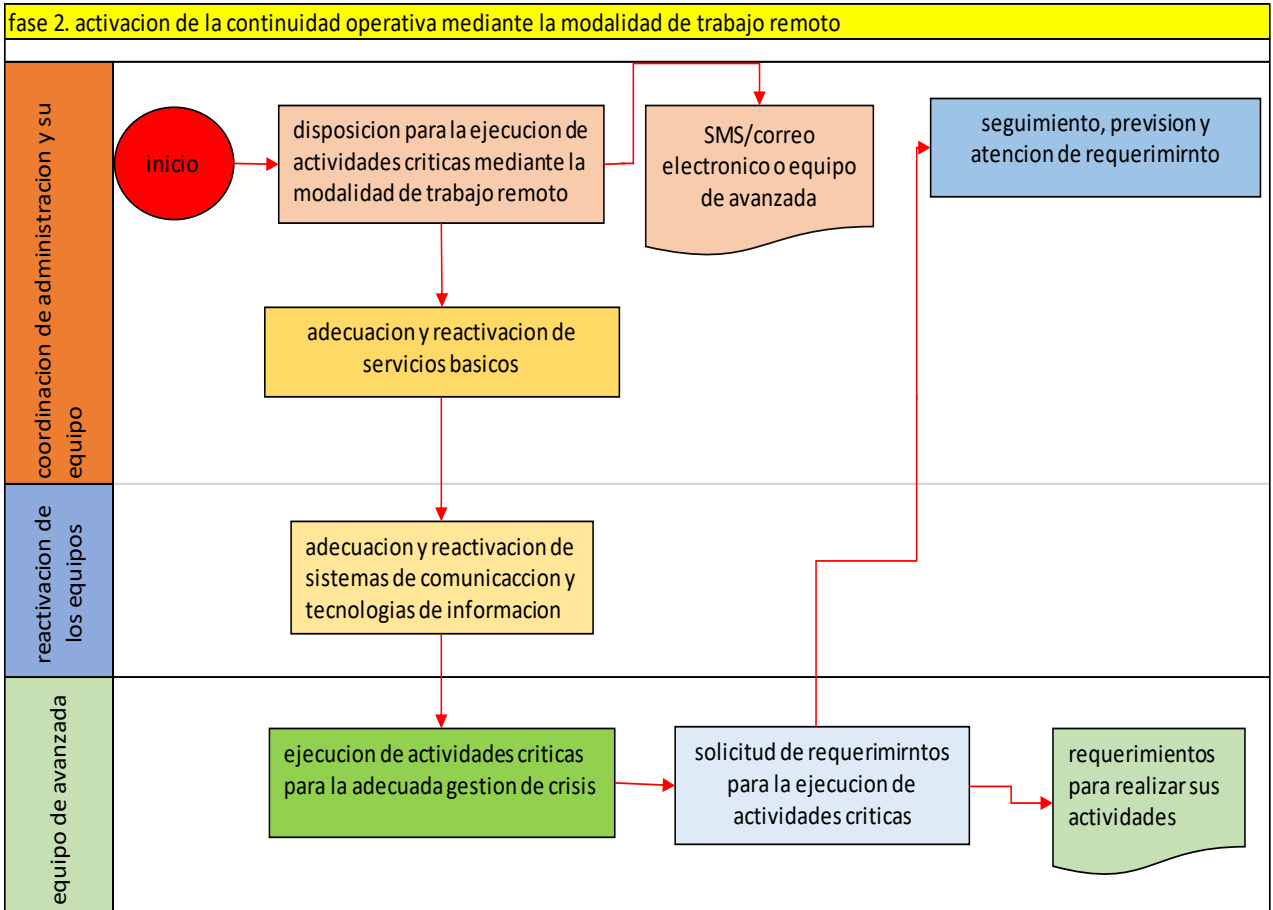 fase 2. activacion de la continuidad operativa mediante la modalidad de trabajo remoto
coordinacion de administracion y su
equipo
inicio
disposicion para la ejecucion de
actividades criticas mediante la
modalidad de trabajo remoto
SMS/correo
electronico o equipo
de avanzada
seguimiento, prevision y
atencion de requerimirnto
adecuacion y reactivacion de
servicios basicos
reactivacion de
los equipos
adecuacion y reactivacion de
sistemas de comunicaccion y
tecnologias de informacion
equipo de avanzada
ejecucion de actividades criticas
para la adecuada gestion de crisis
solicitud de requerimirntos
para la ejecucion de
actividades criticas
requerimientos
para realizar sus
actividades